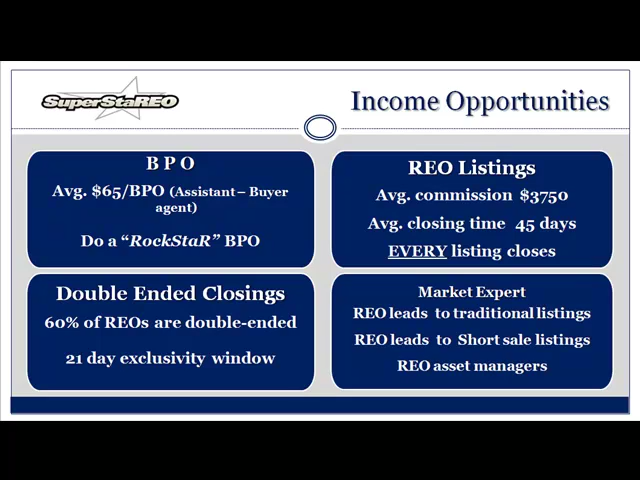 SuperStaREO
Income Opportunities
B P O
Avg. $65/BPO (Assistant – Buyer
agent)
Do a “RockStaR” BPO
REO Listings
Avg. commission $3750
Avg. closing time 45 days
EVERY listing closes
Double Ended Closings
60% of REOs are double-ended
21 day exclusivity window
Market Expert
REO leads to traditional listings
REO leads to Short sale listings
REO asset managers